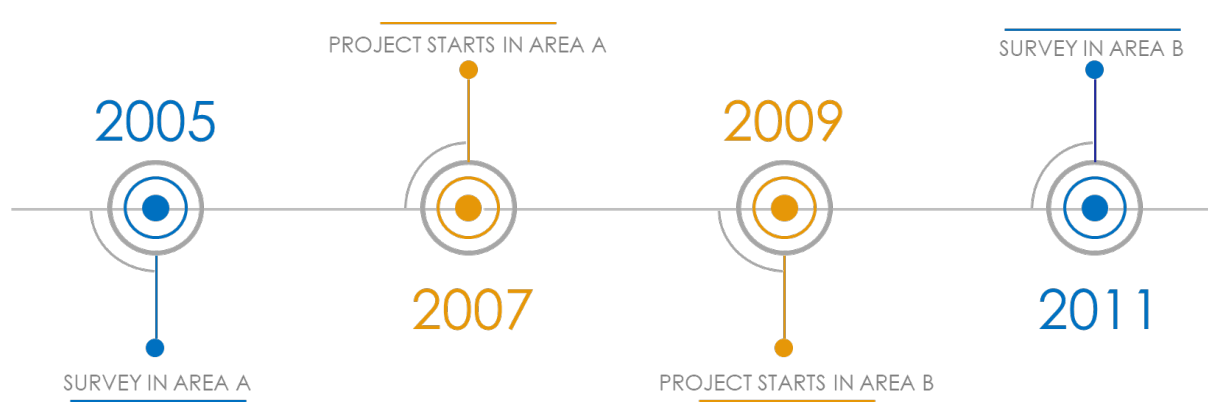 2005
SURVEY IN AREA A
PROJECT STARTS IN AREA A
2007
2009
PROJECT STARTS IN AREA B
SURVEY IN AREA B
2011